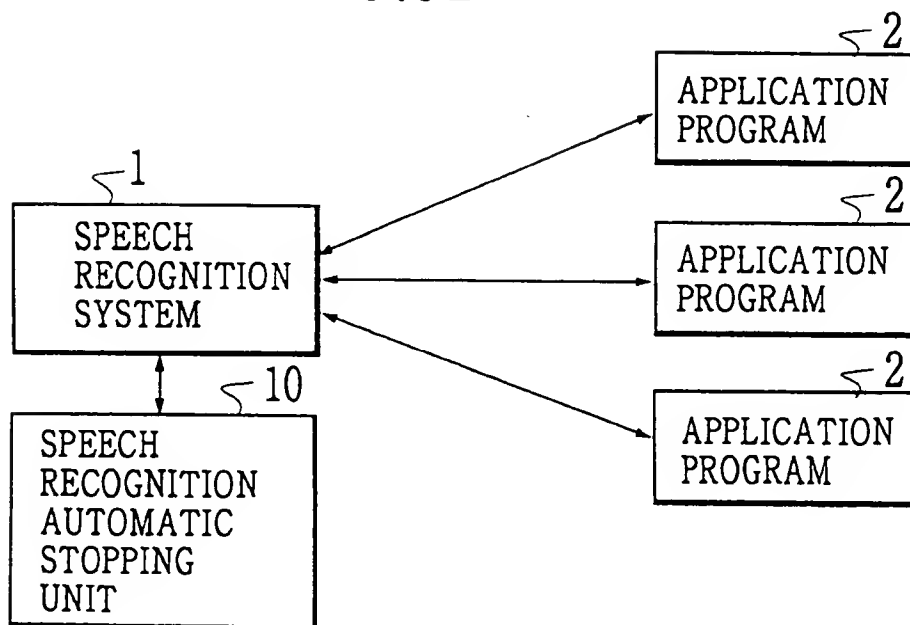 2
APPLICATION
PROGRAM
1
SPEECH
RECOGNITION
SYSTEM
2
APPLICATION
PROGRAM
10
SPEECH
RECOGNITION
AUTOMATIC
STOPPING
UNIT
2
APPLICATION
PROGRAM